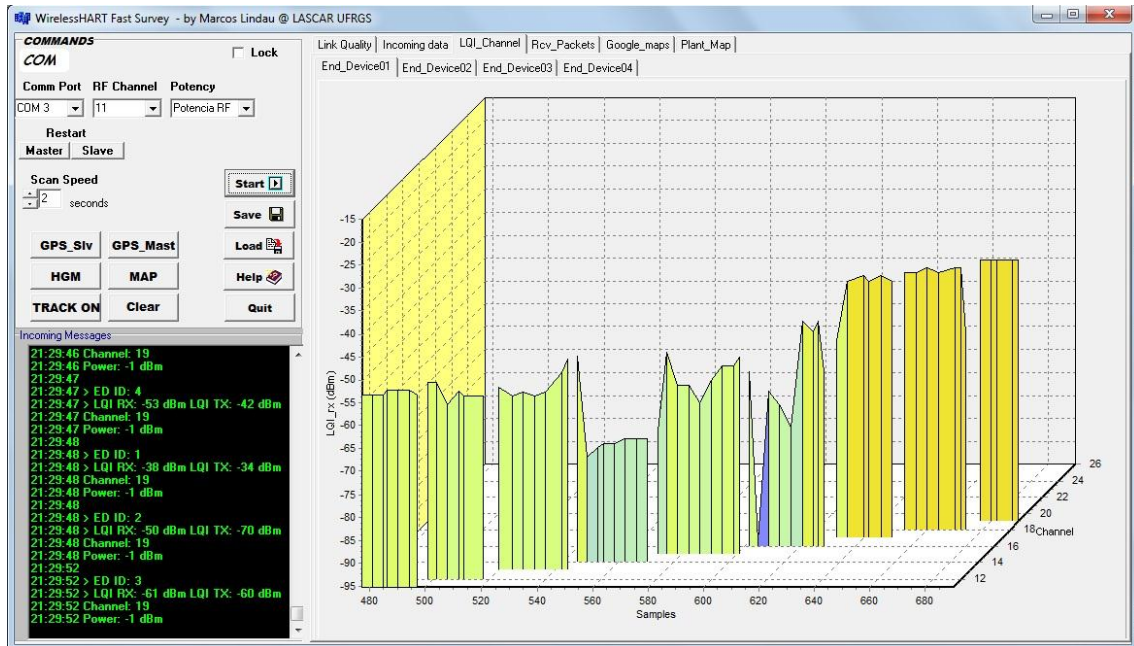 WirelessHART Fast Survey - by Marcos Lindau @ LASCAR UFRGS
COMMANDS
COM
Lock
Comm Port RF Channel Potency
COM 3 11 Potencia RF
Restart
Master Slave
Scan Speed
2 seconds
Start
Save
Load
Help
Quit
GPS_Slv GPS_Mast
HGM MAP
TRACK ON Clear
Incoming Messages
21:29:46 Channel: 19
21:29:46 Power: -1 dBm
21:29:47
21:29:47 > ED ID: 4
21:29:47 > LQI RX: -53 dBm LQI TX: -42 dBm
21:29:47 Channel: 19
21:29:47 Power: -1 dBm
21:29:48
21:29:48 > ED ID: 1
21:29:48 > LQI RX: -38 dBm LQI TX: -34 dBm
21:29:48 Channel: 19
21:29:48 Power: -1 dBm
21:29:48
21:29:48 > ED ID: 2
21:29:48 > LQI RX: -50 dBm LQI TX: -70 dBm
21:29:48 Channel: 19
21:29:48 Power: -1 dBm
21:29:52
21:29:52 > ED ID: 3
21:29:52 > LQI RX: -61 dBm LQI TX: -60 dBm
21:29:52 Channel: 19
21:29:52 Power: -1 dBm
Link Quality Incoming data LQI_Channel Rcv_Packets Google_maps Plant_Map
End_Device01 End_Device02 End_Device03 End_Device04
LQI_rx (dBm)
-15
-20
-25
-30
-35
-40
-45
-50
-55
-60
-65
-70
-75
-80
-85
-90
-95
480 500 520 540 560 580 600 620 640 660 680
Samples
26
24
22
20
18
16
14
12
Channel